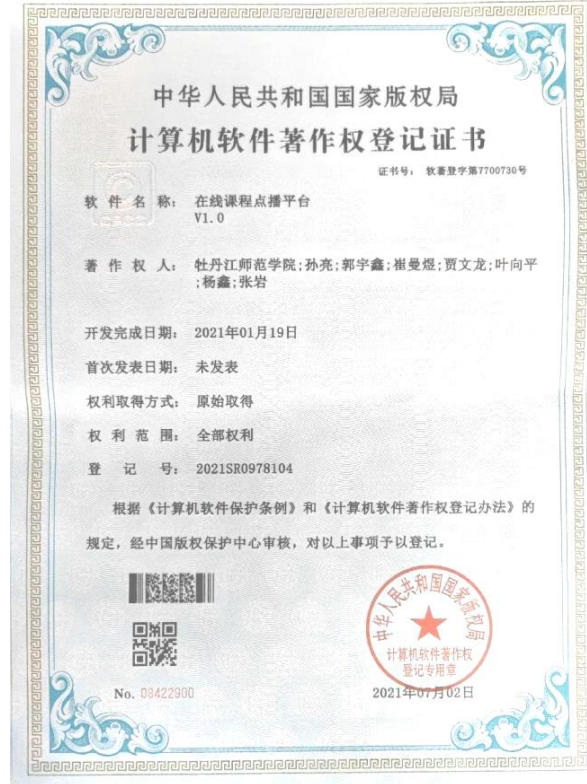 中华人民共和国国家版权局
计算机软件著作权登记证书
证书号： 软著登字第7700730号
软件名称： 在线课程点播平台
V1.0
著作权人： 牡丹江师范学院;孙亮;郭宇鑫;崔曼煜;贾文龙;叶向平
;杨鑫;张岩
开发完成日期： 2021年01月19日
首次发表日期： 未发表
权利取得方式： 原始取得
权利范围： 全部权利
登记号： 2021SR0978104
根据《计算机软件保护条例》和《计算机软件著作权登记办法》的
规定，经中国版权保护中心审核，对以上事项予以登记。
中华人民共和国国家版权局
计算机软件著作权
登记专用章
No. 08422900
2021年07月02日